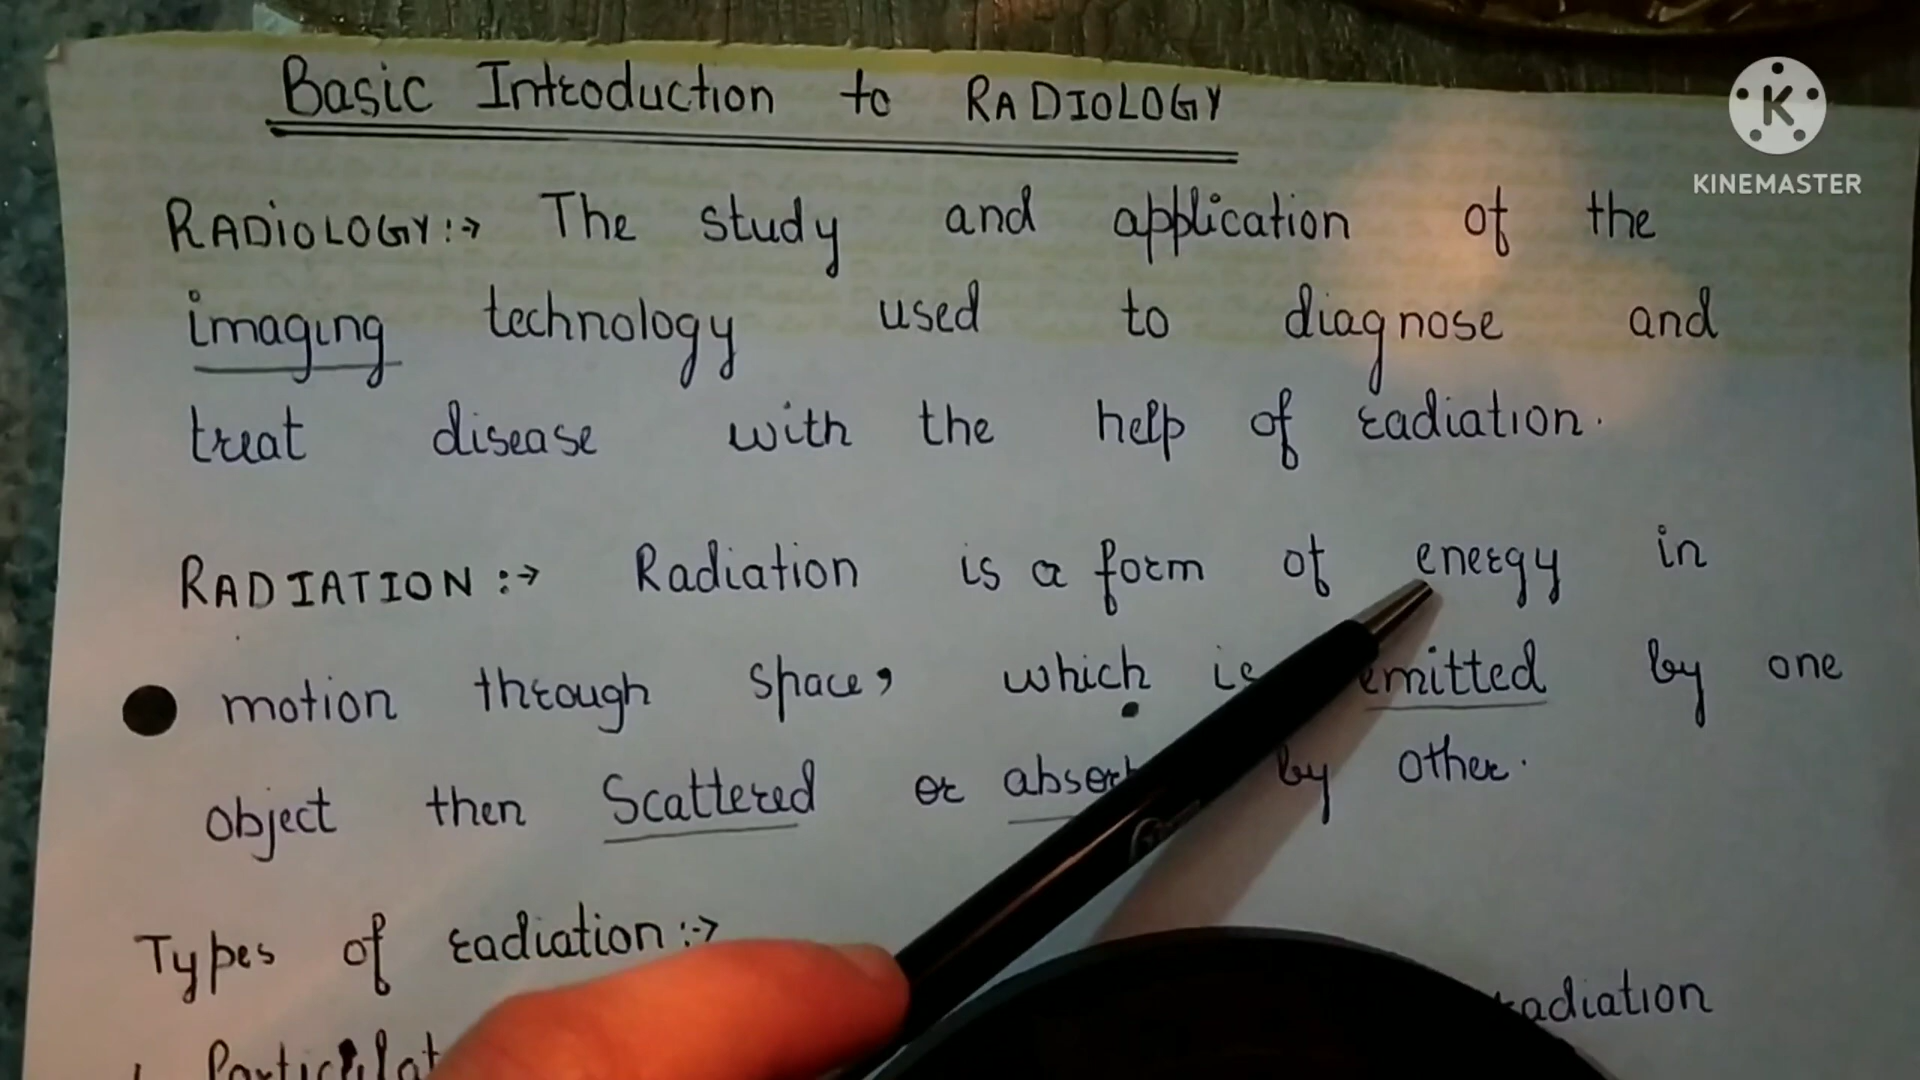 Basic Introduction to RADIOLOGY
KINEMASTER
RADIOLOGY:→ The study and application of the
imaging technology used to diagnose and
treat disease with the help of radiation.
RADIATION:→ Radiation is a form of energy in
motion through space, which is emitted by one
object then Scattered or by other.
Types of radiation:→
radiation